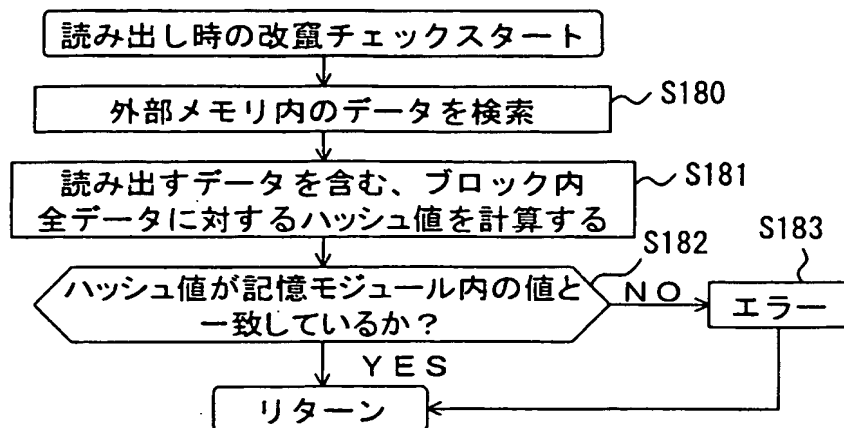 読み出し時の改竄チェックスタート
外部メモリ内のデータを検索
S180
読み出すデータを含む、ブロック内
全データに対するハッシュ値を計算する
S181
S182
S183
ハッシュ値が記憶モジュール内の値と
一致しているか？
NO
エラー
YES
リターン